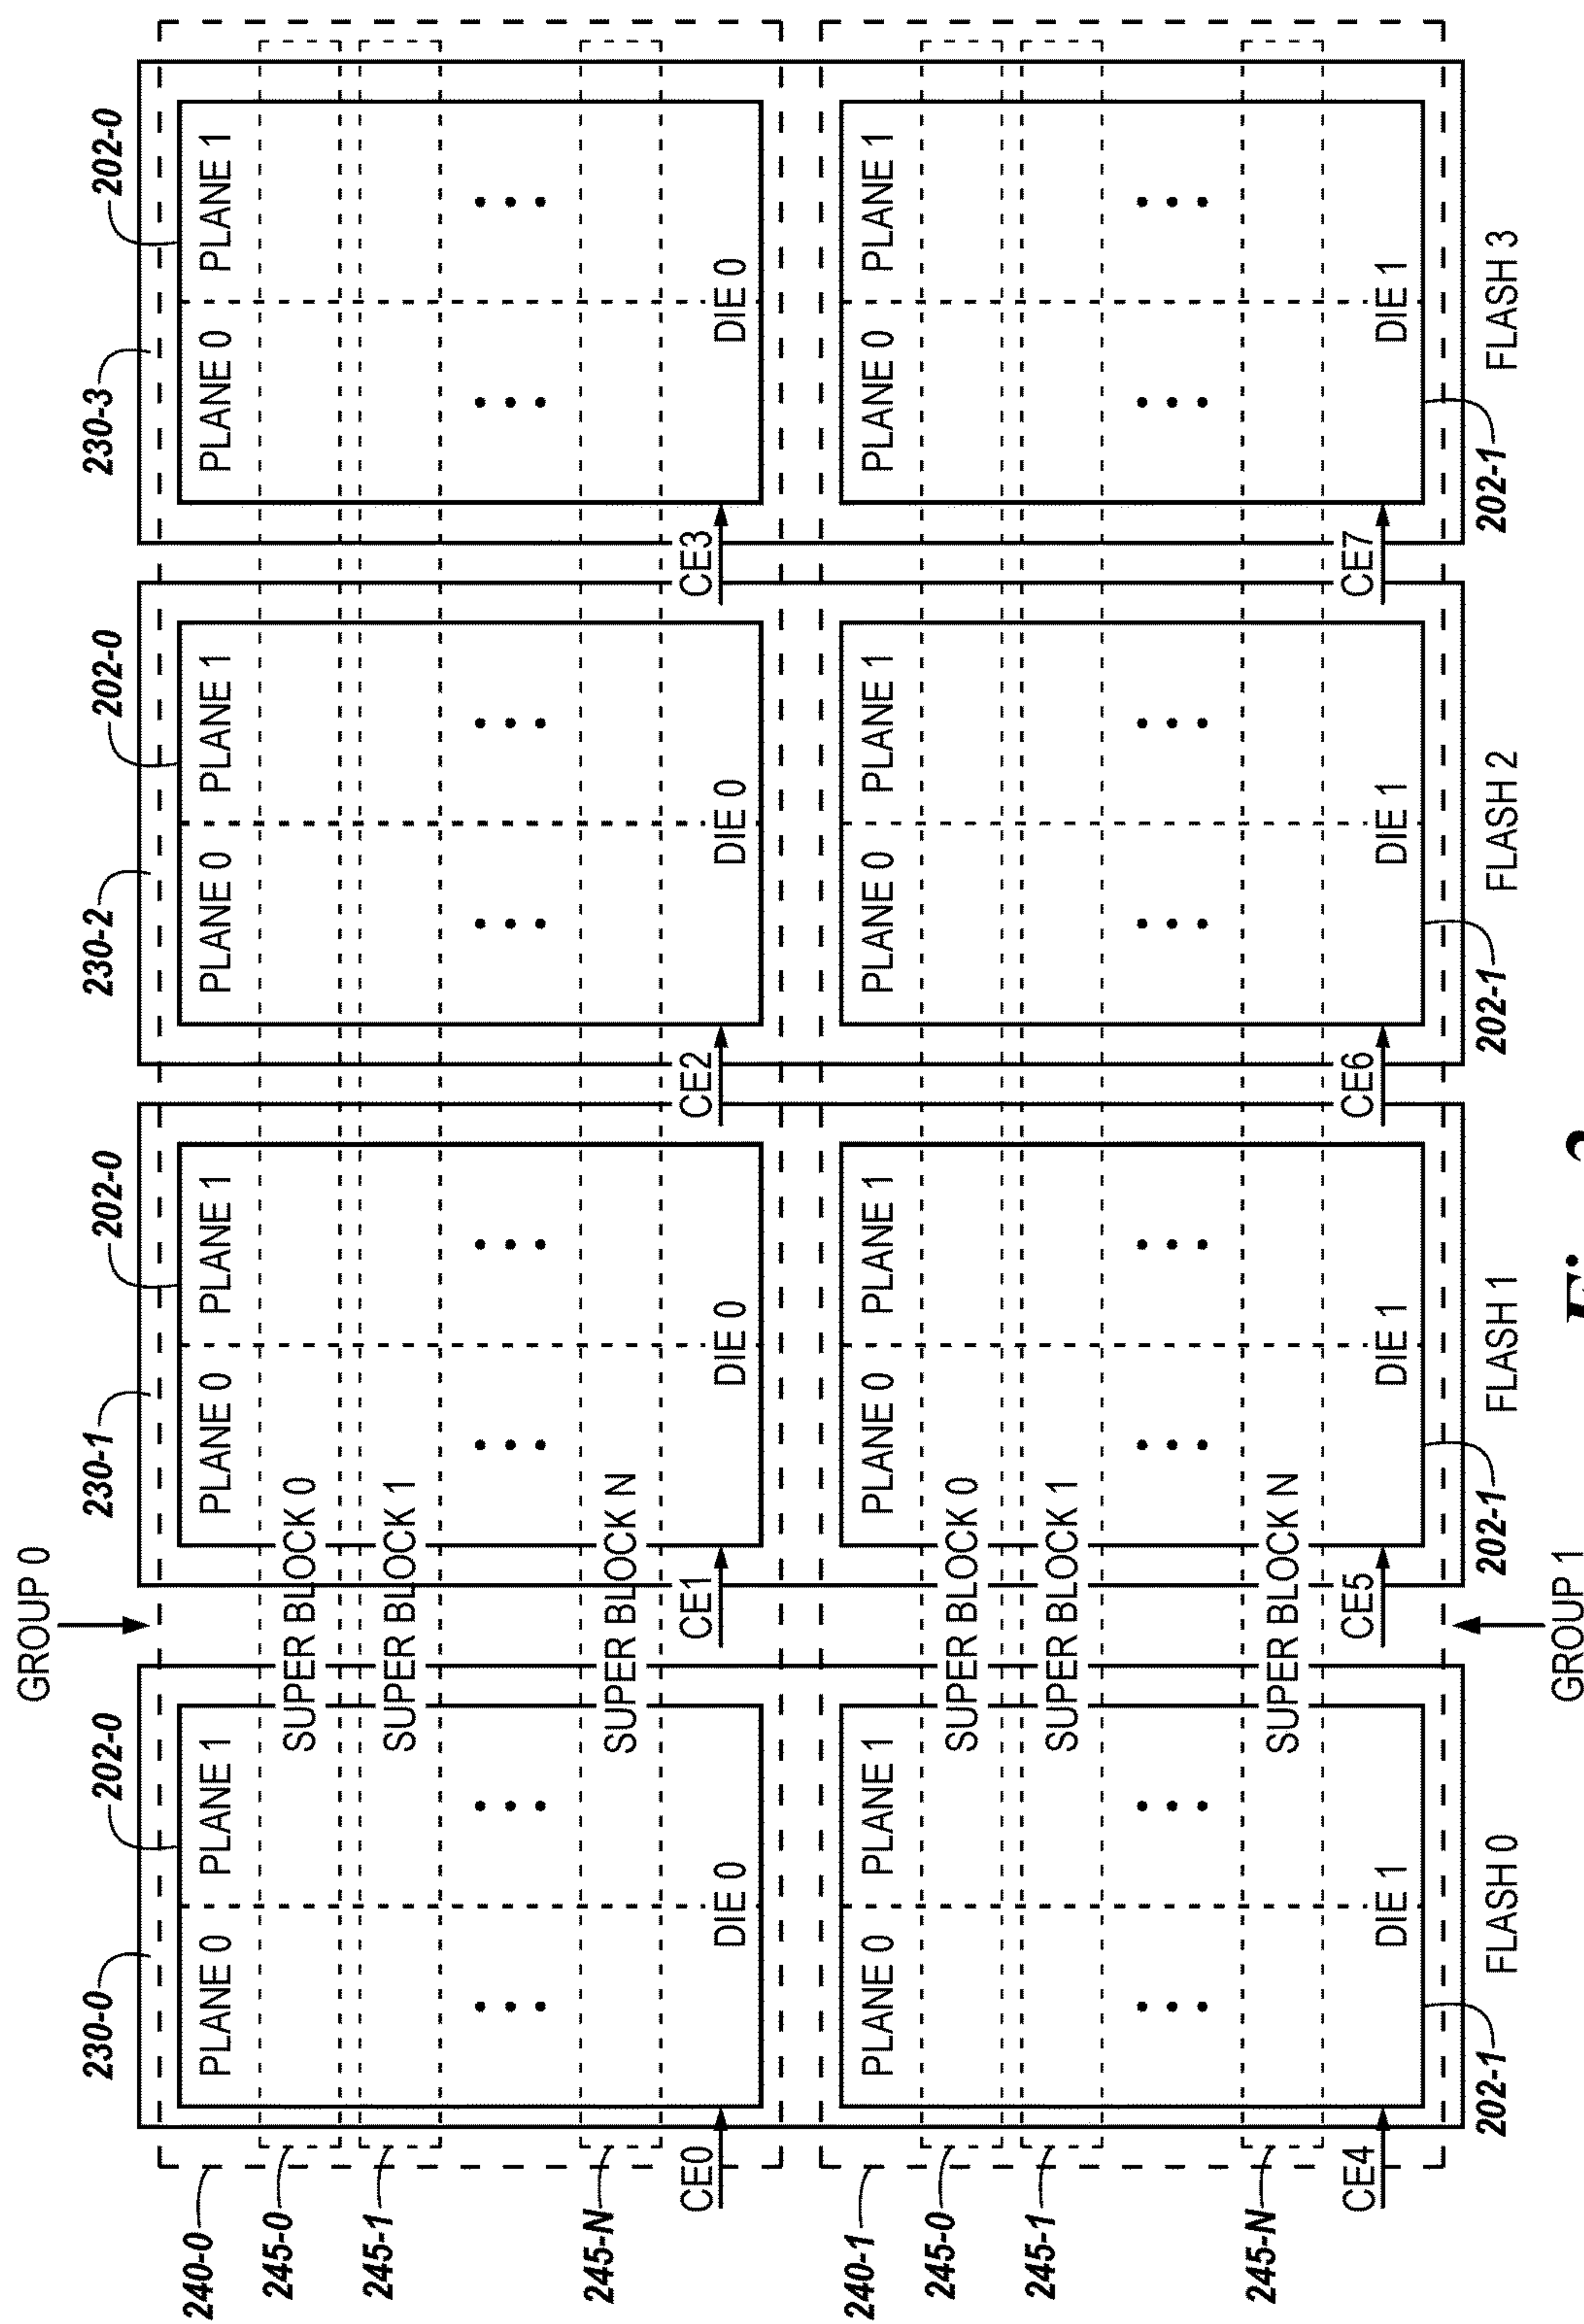 GROUP 0
230-0
202-0
230-1
202-0
230-2
202-0
230-3
202-0
240-0
PLANE 0 PLANE 1
PLANE 0 PLANE 1
PLANE 0 PLANE 1
PLANE 0 PLANE 1
245-0
SUPER BLOCK 0
245-1
SUPER BLOCK 1
245-N
SUPER BLOCK N
CE0
DIE 0
CE1
DIE 0
CE2
DIE 0
CE3
DIE 0
240-1
PLANE 0 PLANE 1
PLANE 0 PLANE 1
PLANE 0 PLANE 1
PLANE 0 PLANE 1
245-0
SUPER BLOCK 0
245-1
SUPER BLOCK 1
245-N
SUPER BLOCK N
CE4
DIE 1
CE5
DIE 1
CE6
DIE 1
CE7
DIE 1
202-1
FLASH 0
202-1
FLASH 1
202-1
FLASH 2
202-1
FLASH 3
GROUP 1